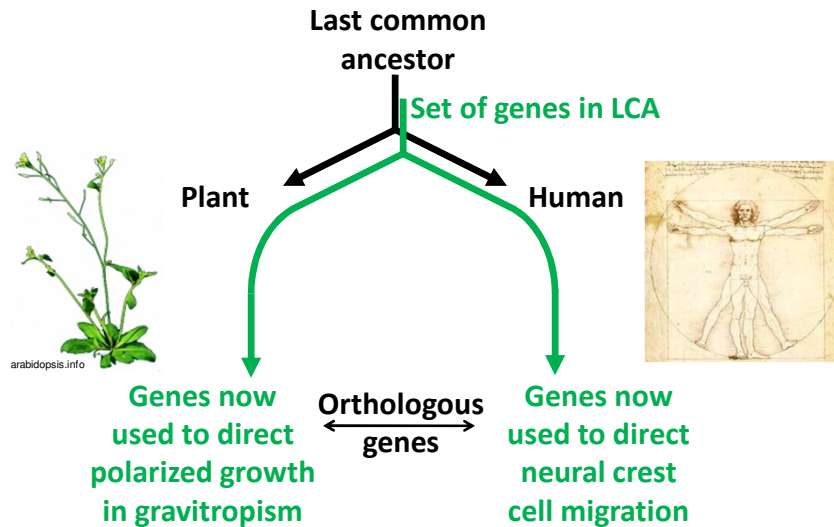 Last common
ancestor
Set of genes in LCA
Plant
Human
arabidopsis.info
Genes now
used to direct
polarized growth
in gravitropism
Orthologous
genes
Genes now
used to direct
neural crest
cell migration